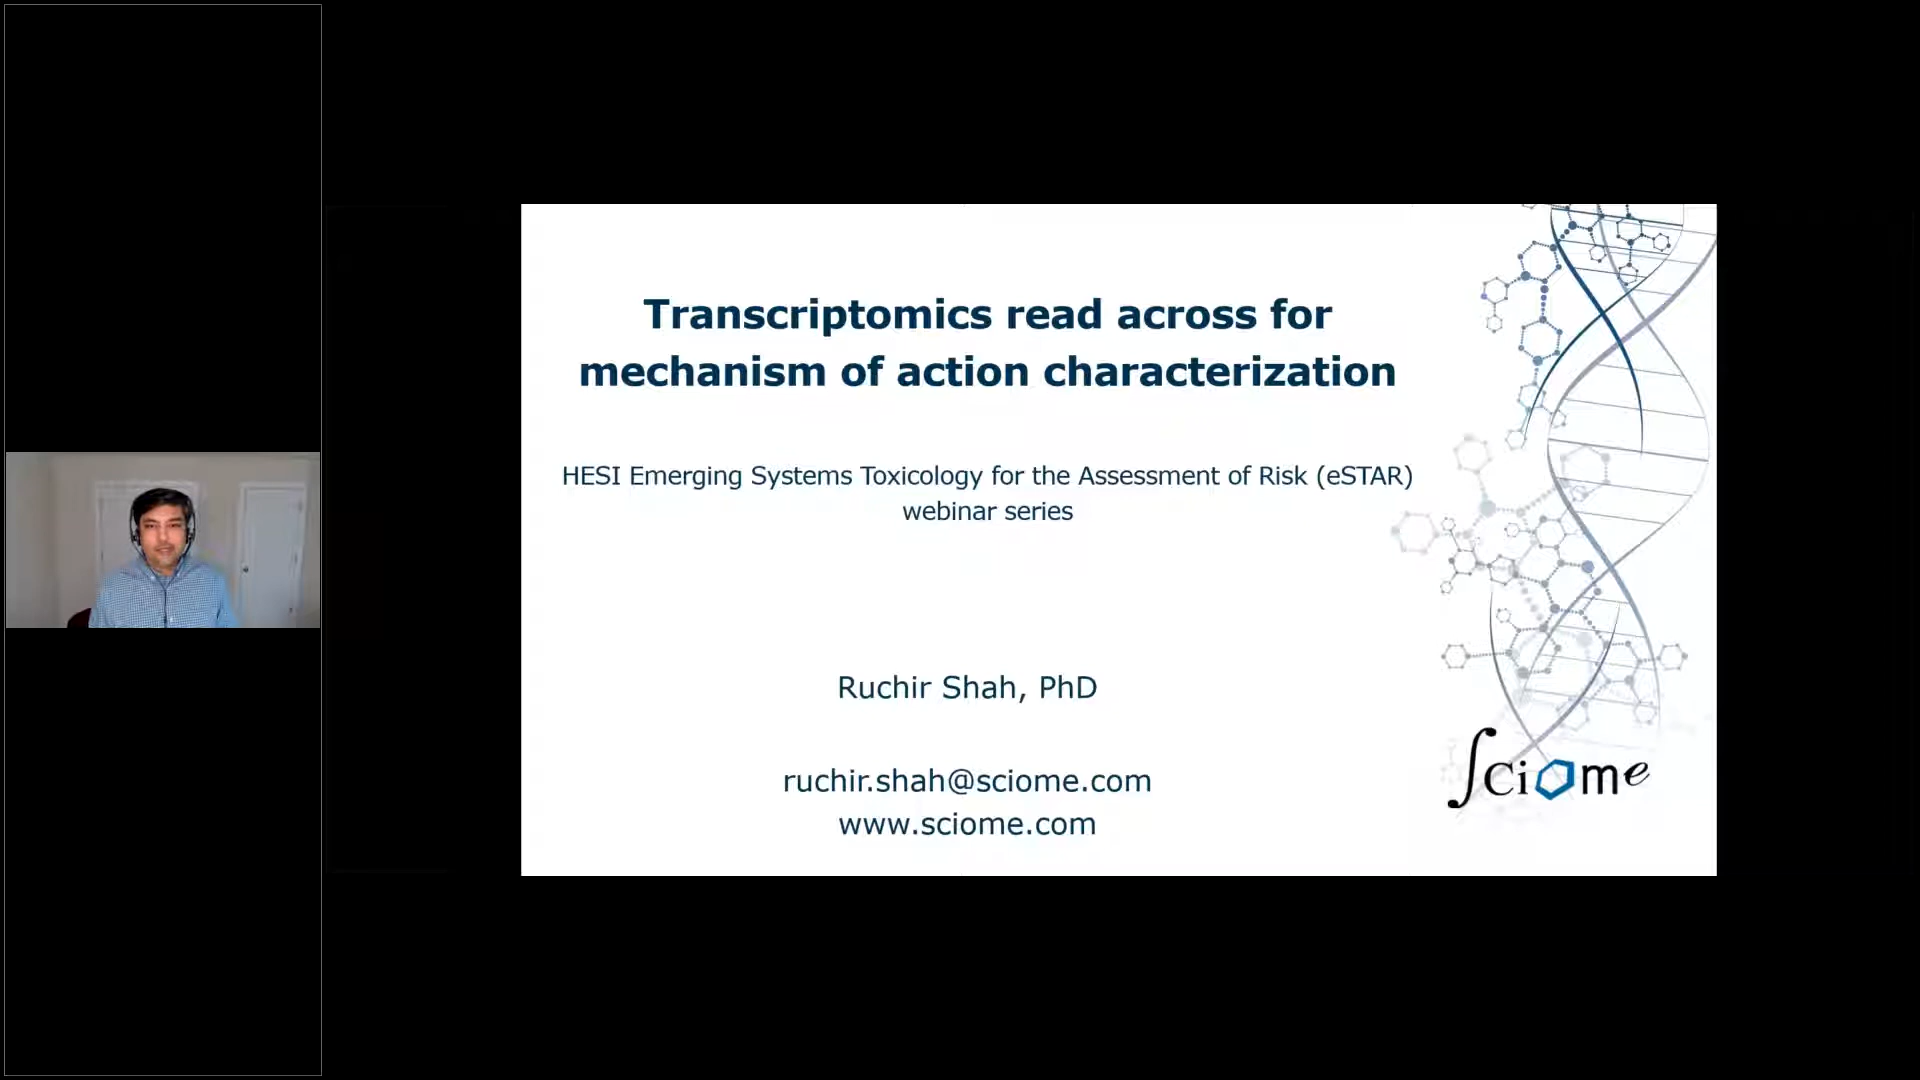 Transcriptomics read across for
mechanism of action characterization
HESI Emerging Systems Toxicology for the Assessment of Risk (eSTAR)
webinar series
Ruchir Shah, PhD
ruchir.shah@sciome.com
www.sciome.com
Sciome